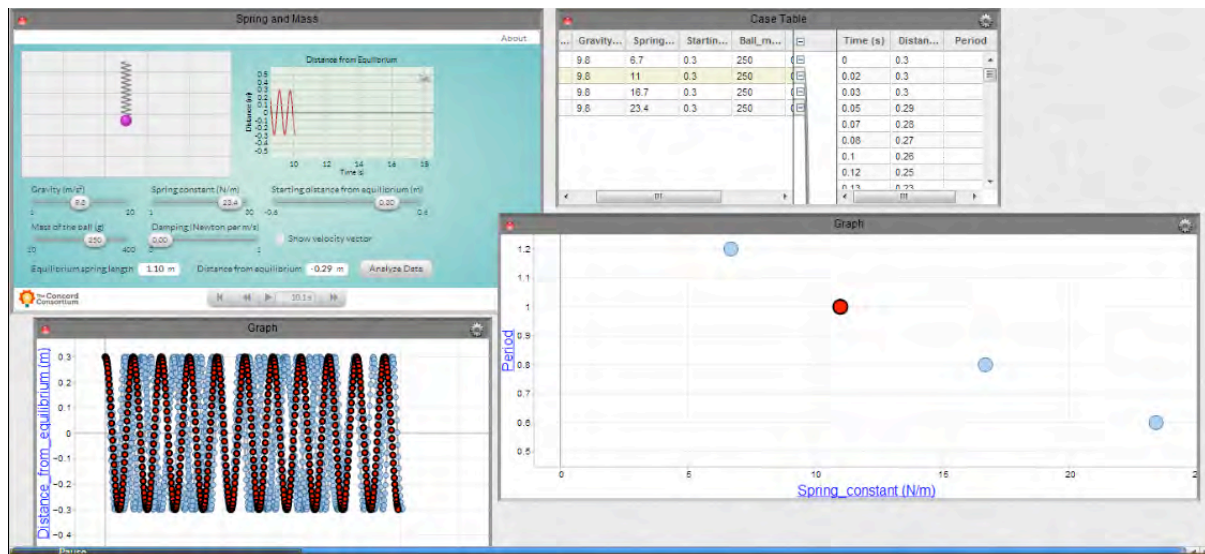 Spring and Mass
About
Distance from Equilibrium
0.5
0.4
0.3
0.2
0.1
0
-0.1
-0.2
-0.3
-0.4
-0.5
Distance (m)
10 12 14 16 18
Time s
Gravity (m/s²)
9.8
20
Spring constant (N/m)
1 23.4 30
Starting distance from equilibrium (m)
-0.6 0.30 0.6
Mass of the ball (g)
20 250 400
Damping (Newton per m/s)
0.00
0 1
Show velocity vector
Equilibrium spring length 1.10 m Distance from equilibrium -0.29 m Analyze Data
The Concord Consortium
10.1 s
Case Table
... Gravity... Spring... Startin... Ball_m...
9.8 6.7 0.3 250
9.8 11 0.3 250
9.8 16.7 0.3 250
9.8 23.4 0.3 250
Time (s) Distan... Period
0 0.3
0.02 0.3
0.03 0.3
0.05 0.29
0.07 0.28
0.08 0.27
0.1 0.26
0.12 0.25
0.13 0.23
Graph
Distance_from_equilibrium (m)
0.3
0.2
0.1
0
-0.1
-0.2
-0.3
-0.4
Graph
Period
1.2
1.1
1
0.9
0.8
0.7
0.6
0.5
0 5 10 15 20 2
Spring_constant (N/m)
Pause